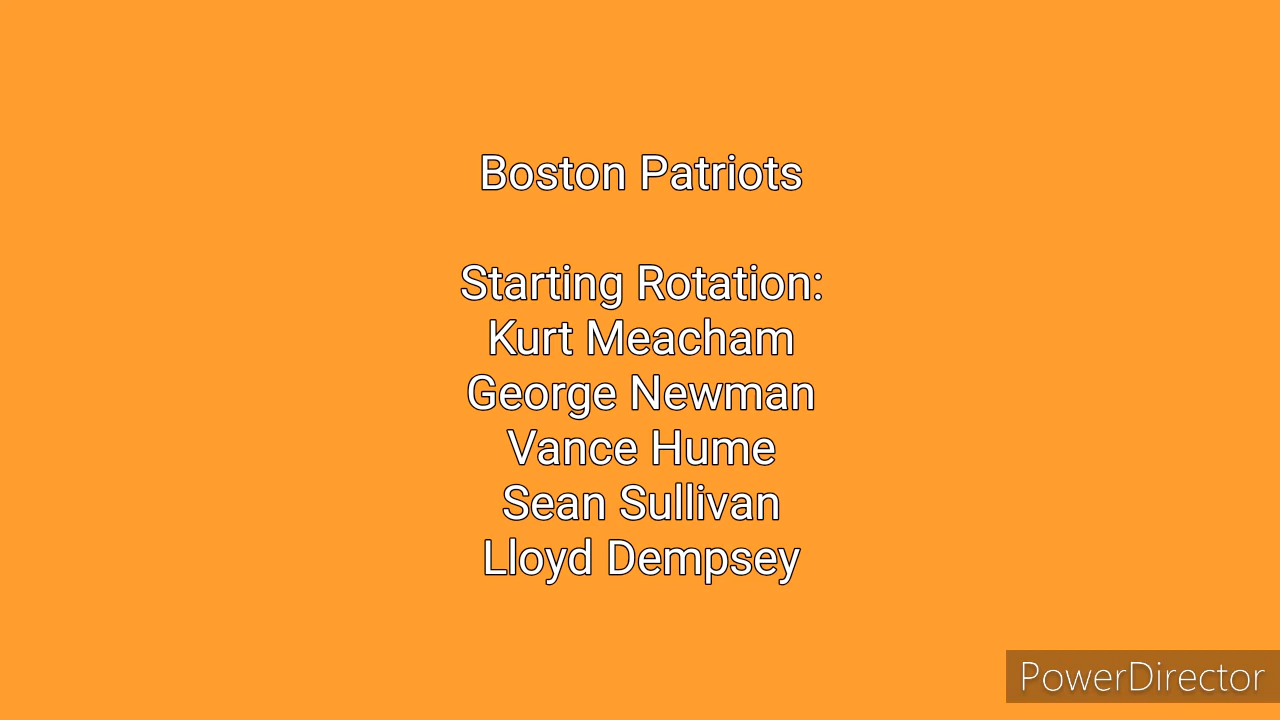 Boston Patriots
Starting Rotation:
Kurt Meacham
George Newman
Vance Hume
Sean Sullivan
Lloyd Dempsey
PowerDirector